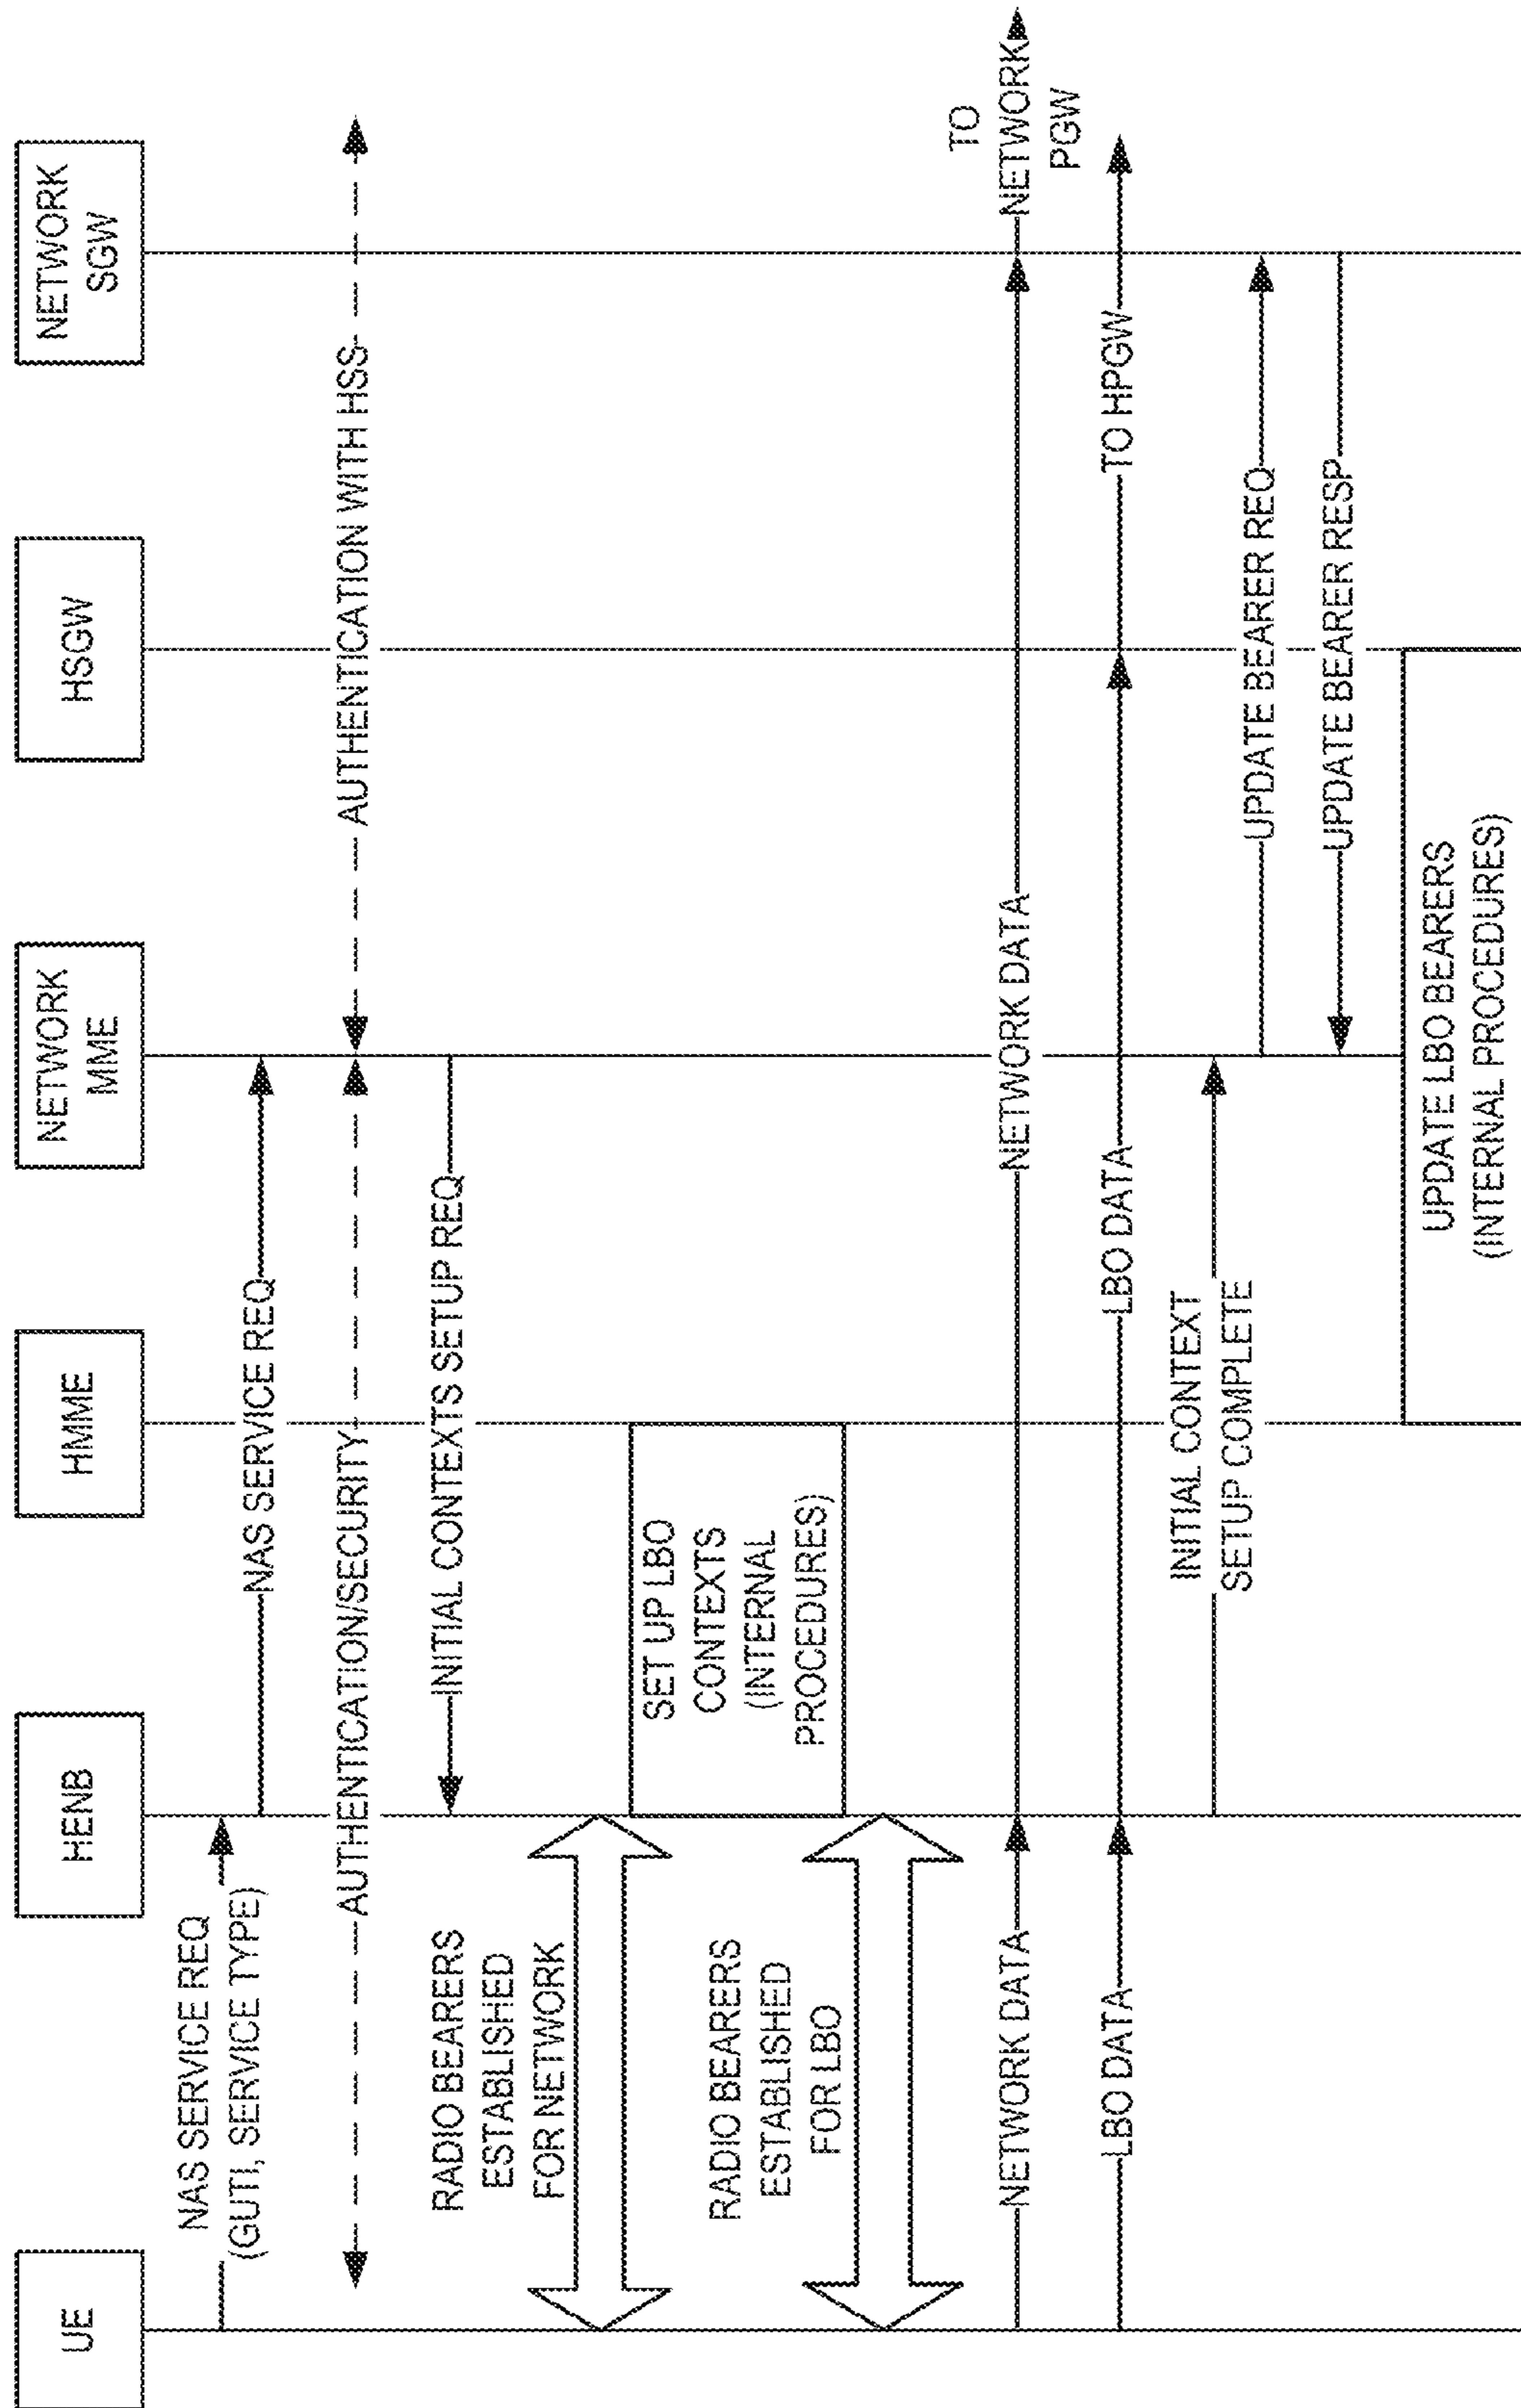 UE
HENB
HMME
NETWORK
MME
HSGW
NETWORK
SGW
NAS SERVICE REQ
(GUTI, SERVICE TYPE)
NAS SERVICE REQ
AUTHENTICATION/SECURITY
AUTHENTICATION WITH HSS
INITIAL CONTEXTS SETUP REQ
RADIO BEARERS
ESTABLISHED
FOR NETWORK
SET UP LBO
CONTEXTS
(INTERNAL
PROCEDURES)
RADIO BEARERS
ESTABLISHED
FOR LBO
NETWORK DATA
NETWORK DATA
TO
NETWORK
PGW
LBO DATA
LBO DATA
TO HPGW
INITIAL CONTEXT
SETUP COMPLETE
UPDATE BEARER REQ
UPDATE BEARER RESP
UPDATE LBO BEARERS
(INTERNAL PROCEDURES)